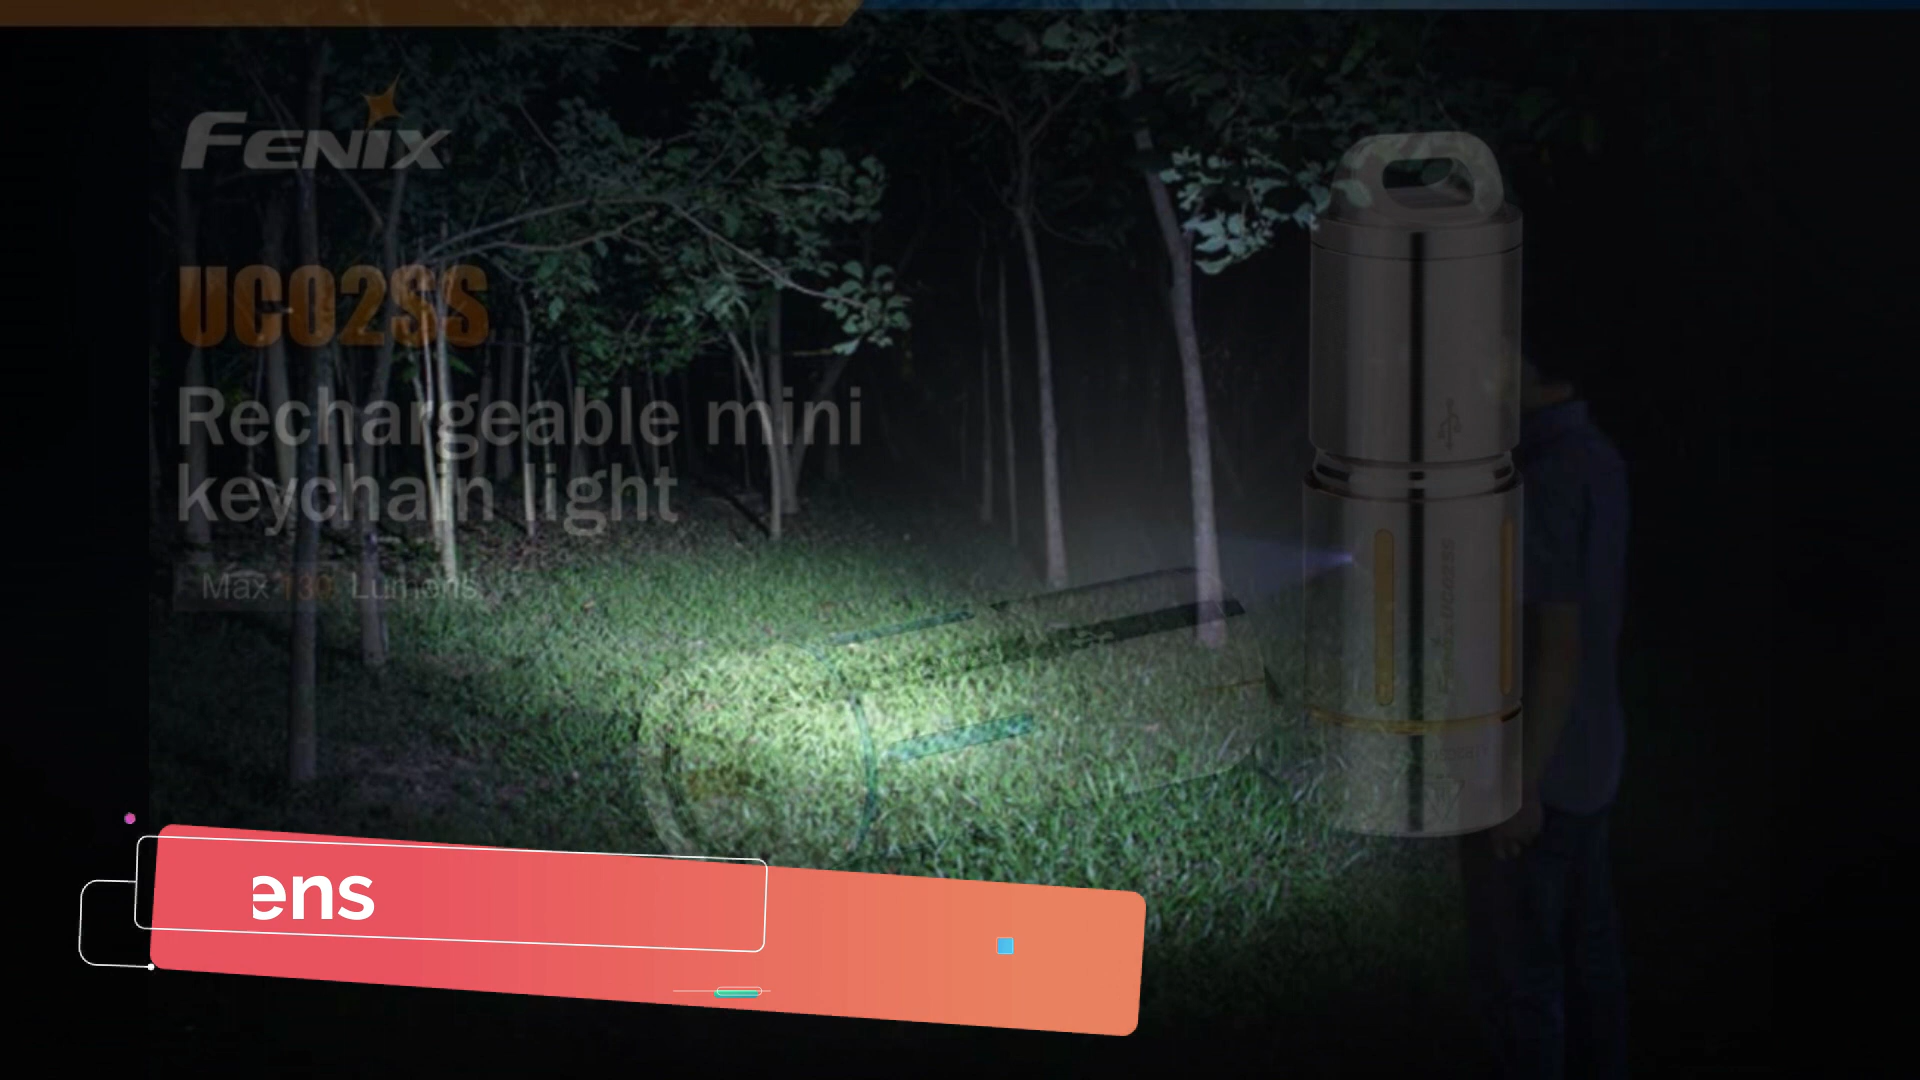 FENIX
UC02SS
Rechargeable mini
keychain light
Max 130 Lumens
ens